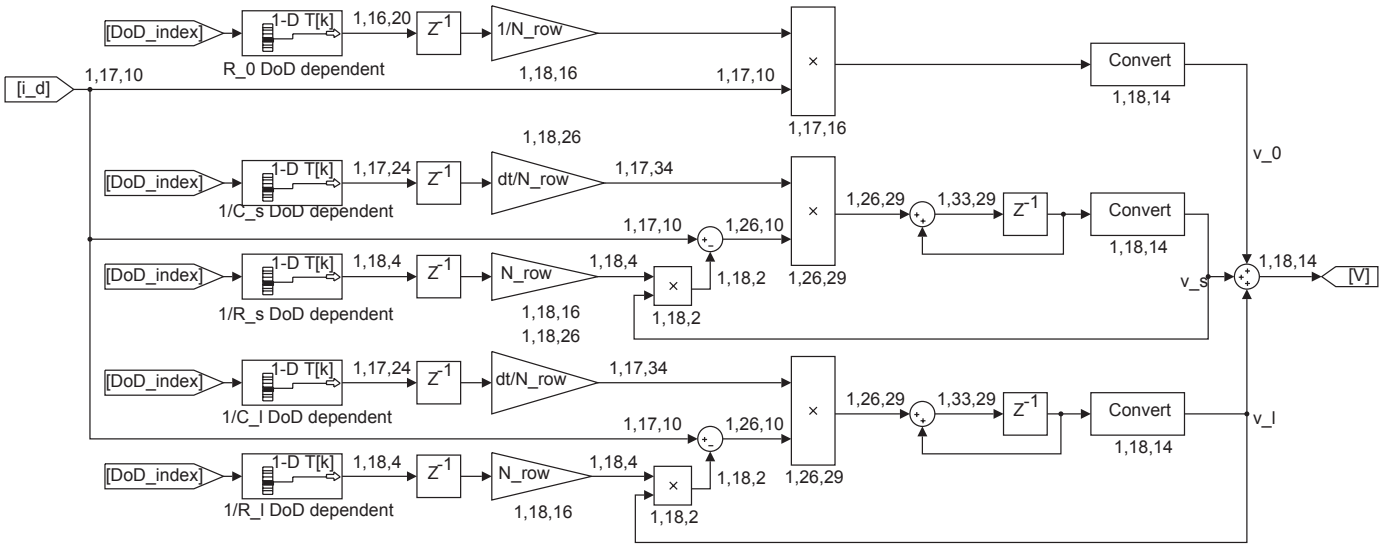 [DoD_index]
1-D T[k]
R_0 DoD dependent
1,16,20
Z-1
1/N_row
1,18,16
[i_d]
1,17,10
1,17,10
×
1,17,16
Convert
1,18,14
v_0
[DoD_index]
1-D T[k]
1/C_s DoD dependent
1,17,24
Z-1
1,18,26
dt/N_row
1,17,34
×
1,26,29
1,26,29
1,33,29
Z-1
Convert
1,18,14
1,17,10
1,26,10
[DoD_index]
1-D T[k]
1/R_s DoD dependent
1,18,4
Z-1
N_row
1,18,16
1,18,4
×
1,18,2
1,18,2
v_s
1,18,14
[V]
[DoD_index]
1-D T[k]
1/C_l DoD dependent
1,17,24
Z-1
1,18,26
dt/N_row
1,17,34
×
1,26,29
1,26,29
1,33,29
Z-1
Convert
1,18,14
v_l
1,17,10
1,26,10
[DoD_index]
1-D T[k]
1/R_l DoD dependent
1,18,4
Z-1
N_row
1,18,16
1,18,4
×
1,18,2
1,18,2